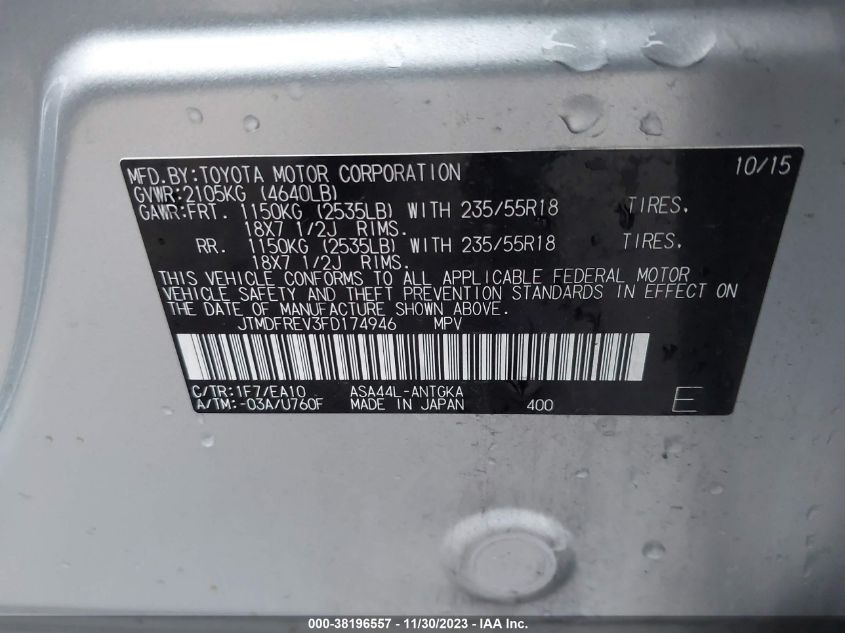 MFD.BY:TOYOTA MOTOR CORPORATION 10/15
GVWR:2105KG (4640LB)
GAWR:FRT. 1150KG (2535LB) WITH 235/55R18 TIRES.
18X7 1/2J RIMS.
RR. 1150KG (2535LB) WITH 235/55R18 TIRES.
18X7 1/2J RIMS.
THIS VEHICLE CONFORMS TO ALL APPLICABLE FEDERAL MOTOR
VEHICLE SAFETY AND THEFT PREVENTION STANDARDS IN EFFECT ON
THE DATE OF MANUFACTURE SHOWN ABOVE.
JTMDFREV3FD174946 MPV
C/TR:1F7/EA10 ASA44L-ANTGKA
A/TM:-03A/U760F MADE IN JAPAN 400 E
000-38196557 - 11/30/2023 - IAA Inc.